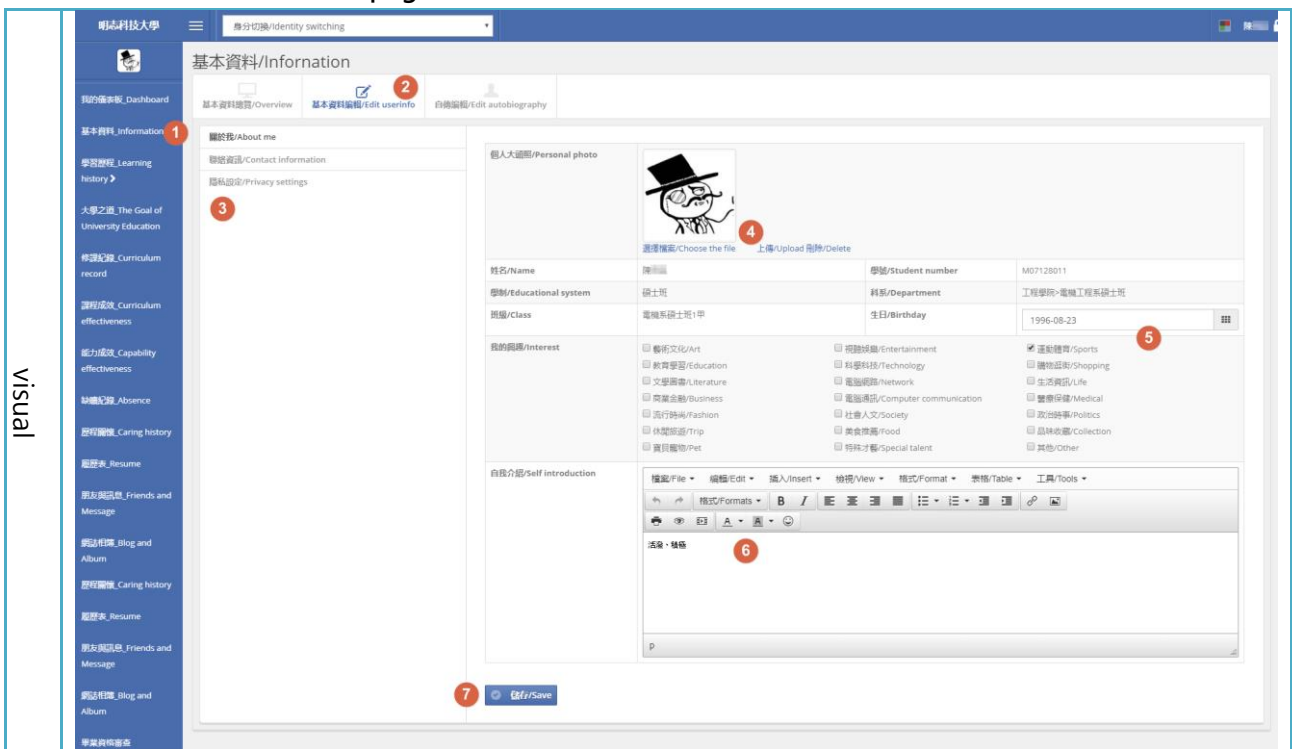 明志科技大學
身分切換/Identity switching
陳
基本資料/Infornation
基本資料總覽/Overview
基本資料編輯/Edit userinfo
2
自傳編輯/Edit autobiography
我的儀表板_Dashboard
基本資料_Information
1
學習歷程_Learning
history
大學之道_The Goal of
University Education
修課紀錄_Curriculum
record
課程成效_Curriculum
effectiveness
能力成效_Capability
effectiveness
缺曠紀錄_Absence
歷程關懷_Caring history
履歷表_Resume
朋友與訊息_Friends and
Message
網誌相簿_Blog and
Album
歷程關懷_Caring history
履歷表_Resume
朋友與訊息_Friends and
Message
網誌相簿_Blog and
Album
畢業資格審查
visual
關於我/About me
聯絡資訊/Contact information
隱私設定/Privacy settings
3
個人大頭照/Personal photo
4
選擇檔案/Choose the file 上傳/Upload 刪除/Delete
姓名/Name 陳 學號/Student number M07128011
學制/Educational system 碩士班 科系/Department 工程學院>電機工程系碩士班
班級/Class 電機系碩士班1甲 生日/Birthday 1996-08-23
5
我的興趣/Interest 藝術文化/Art 視聽娛樂/Entertainment 運動體育/Sports
教育學習/Education 科學科技/Technology 購物逛街/Shopping
文學圖書/Literature 電腦網路/Network 生活資訊/Life
商業金融/Business 電腦通訊/Computer communication 醫療保健/Medical
流行時尚/Fashion 社會人文/Society 政治時事/Politics
休閒旅遊/Trip 美食推薦/Food 品味收藏/Collection
寶貝寵物/Pet 特殊才藝/Special talent 其他/Other
自我介紹/Self introduction
檔案/File 編輯/Edit 插入/Insert 檢視/View 格式/Format 表格/Table 工具/Tools
格式/Formats B I
A A
活潑、積極
6
P
7
儲存/Save